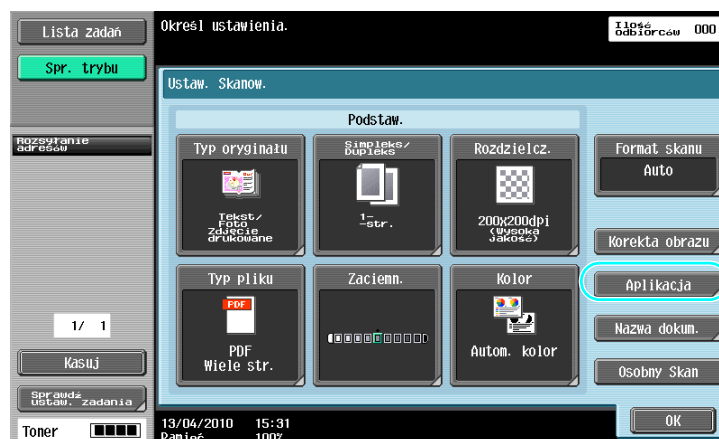 Lista zadań
Spr. trybu
Określ ustawienia.
Ilość
odbiorców 000
Ustaw. Skanow.
Rozsyłanie
adresów
Podstaw.
Typ oryginału
Tekst/
Foto
Zdjęcie
drukowane
Simpleks/
Dupleks
1-
-str.
Rozdzielcz.
200x200dpi
(Wysoka
jakość)
Format skanu
Auto
Korekta obrazu
Typ pliku
PDF
PDF
Wiele str.
Zaciemn.
Kolor
Autom. kolor
Aplikacja
Nazwa dokum.
Osobny Skan
1/ 1
Kasuj
Sprawdź
ustaw. zadania
Toner
13/04/2010 15:31
Pamięć 100%
OK